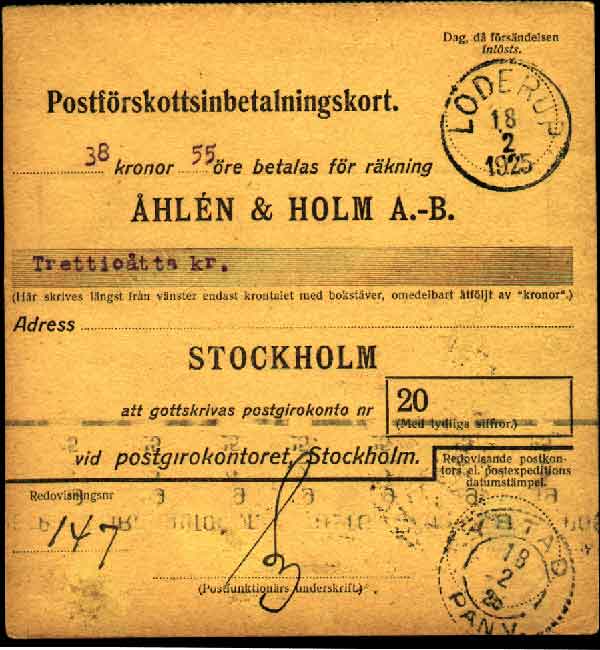 Dag, då försändelsen
inlösts.
Postförskottsinbetalningskort.
LÖDERUP
18
2
1925
38 kronor 55 öre betalas för räkning
ÅHLÉN & HOLM A.-B.
Trettioåtta kr.
(Här skrives längst från vänster endast krontalet med bokstäver, omedelbart åtföljt av "kronor".)
Adress
STOCKHOLM
att gottskrivas postgirokonto nr
20
(Med tydliga siffror.)
vid postgirokontoret, Stockholm.
Redovisande postkon-
tors el. postexpeditions
datumstämpel.
Redovisningsnr
147
YSTAD
18
2
25
PAN V.
(Postfunktionärs underskrift)